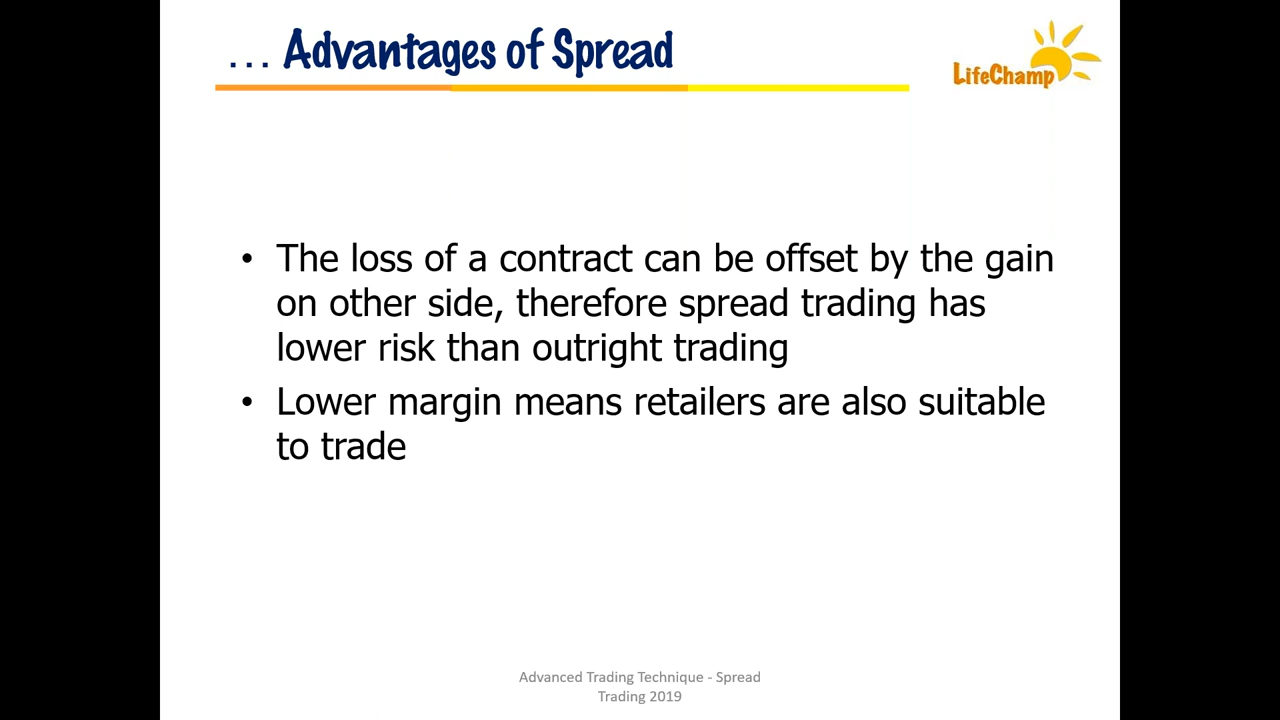 ... Advantages of Spread
LifeChamp
• The loss of a contract can be offset by the gain
on other side, therefore spread trading has
lower risk than outright trading
• Lower margin means retailers are also suitable
to trade
Advanced Trading Technique - Spread
Trading 2019